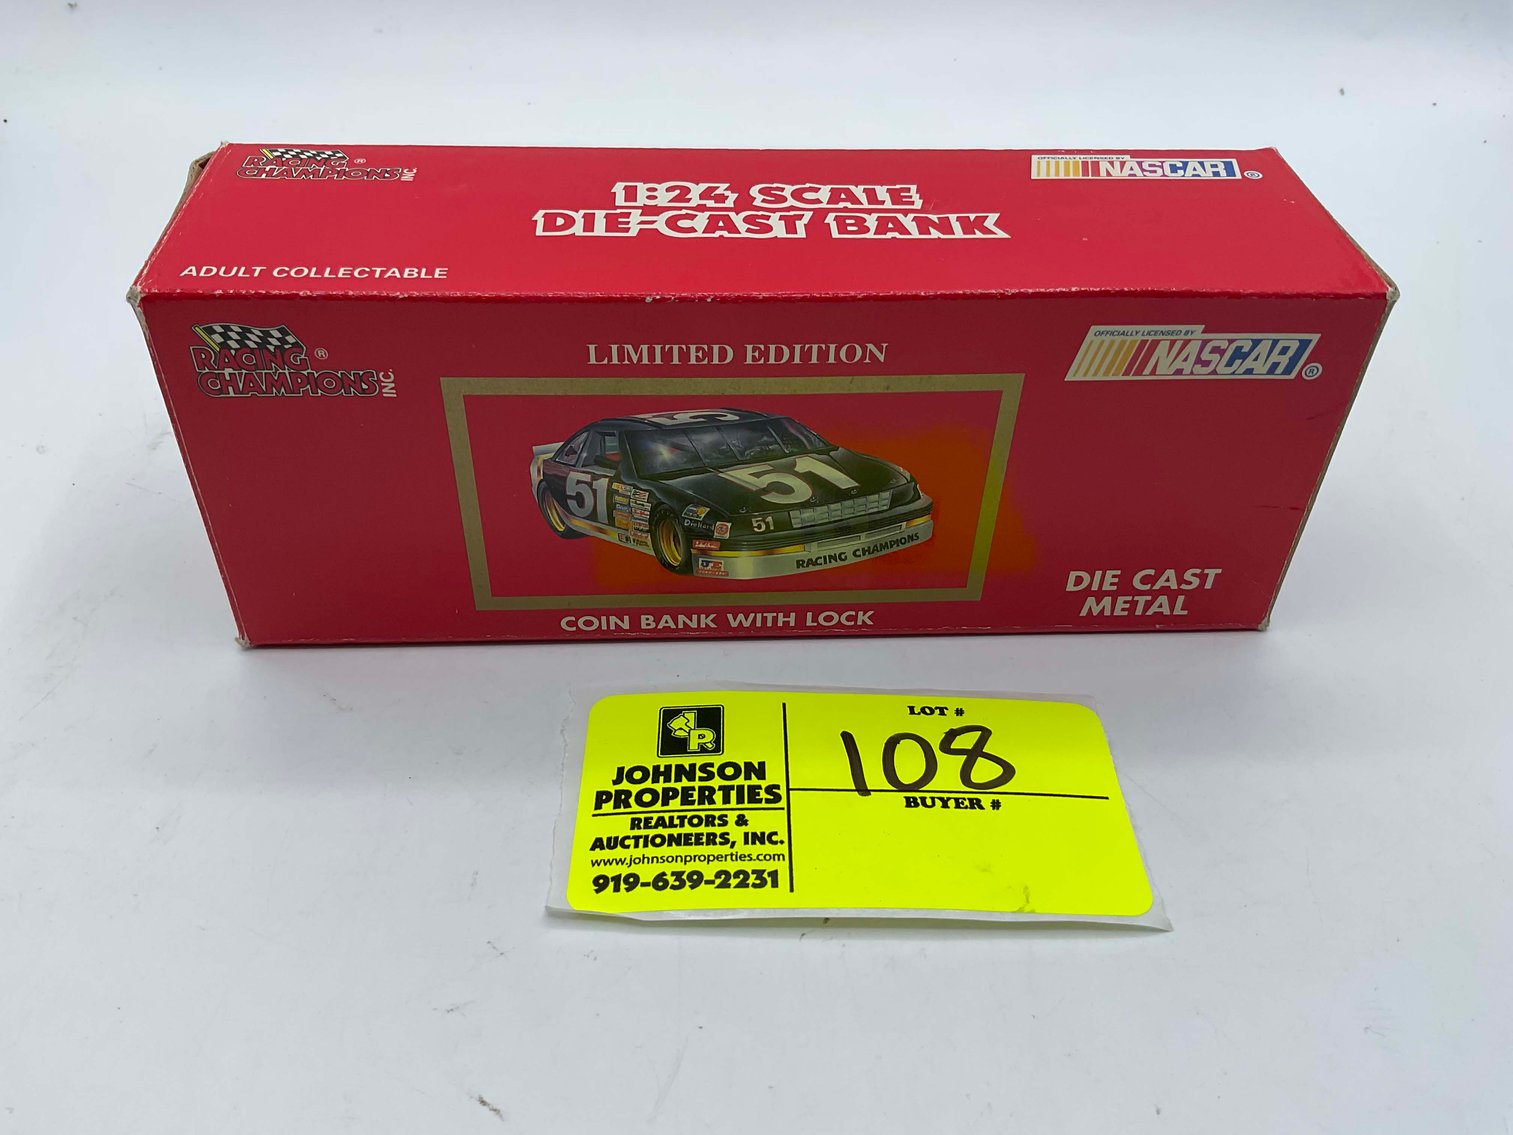 RACING ®
CHAMPIONS INC.
1:24 SCALE
DIE-CAST BANK
OFFICIALLY LICENSED BY
NASCAR ®
ADULT COLLECTABLE
RACING ®
CHAMPIONS INC.
LIMITED EDITION
OFFICIALLY LICENSED BY
NASCAR ®
51
51
51
51
RACING CHAMPIONS
DIE CAST
METAL
COIN BANK WITH LOCK
JR
JOHNSON
PROPERTIES
REALTORS &
AUCTIONEERS, INC.
www.johnsonproperties.com
919-639-2231
LOT #
108
BUYER #